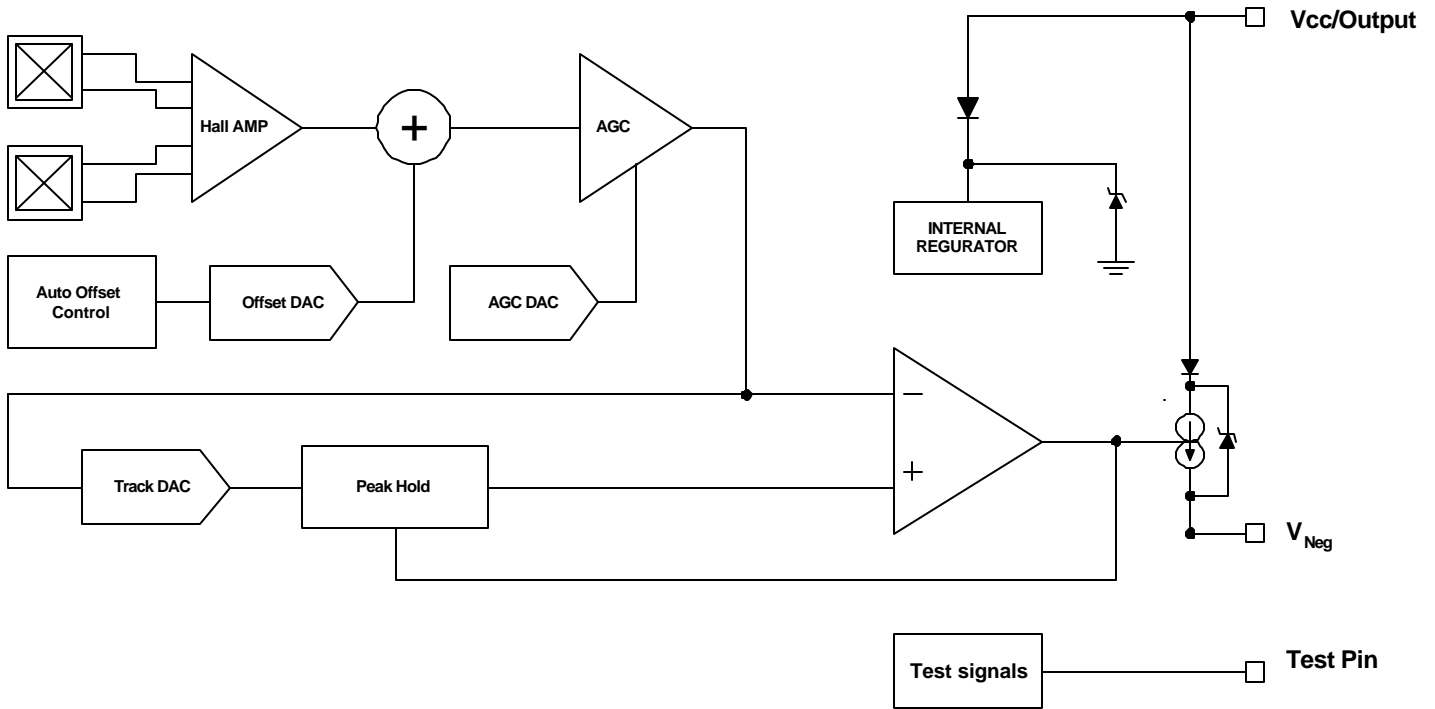 Vcc/Output
Hall AMP
+
AGC
INTERNAL
REGURATOR
Auto Offset
Control
Offset DAC
AGC DAC
−
+
Track DAC
Peak Hold
V Neg
Test signals
Test Pin